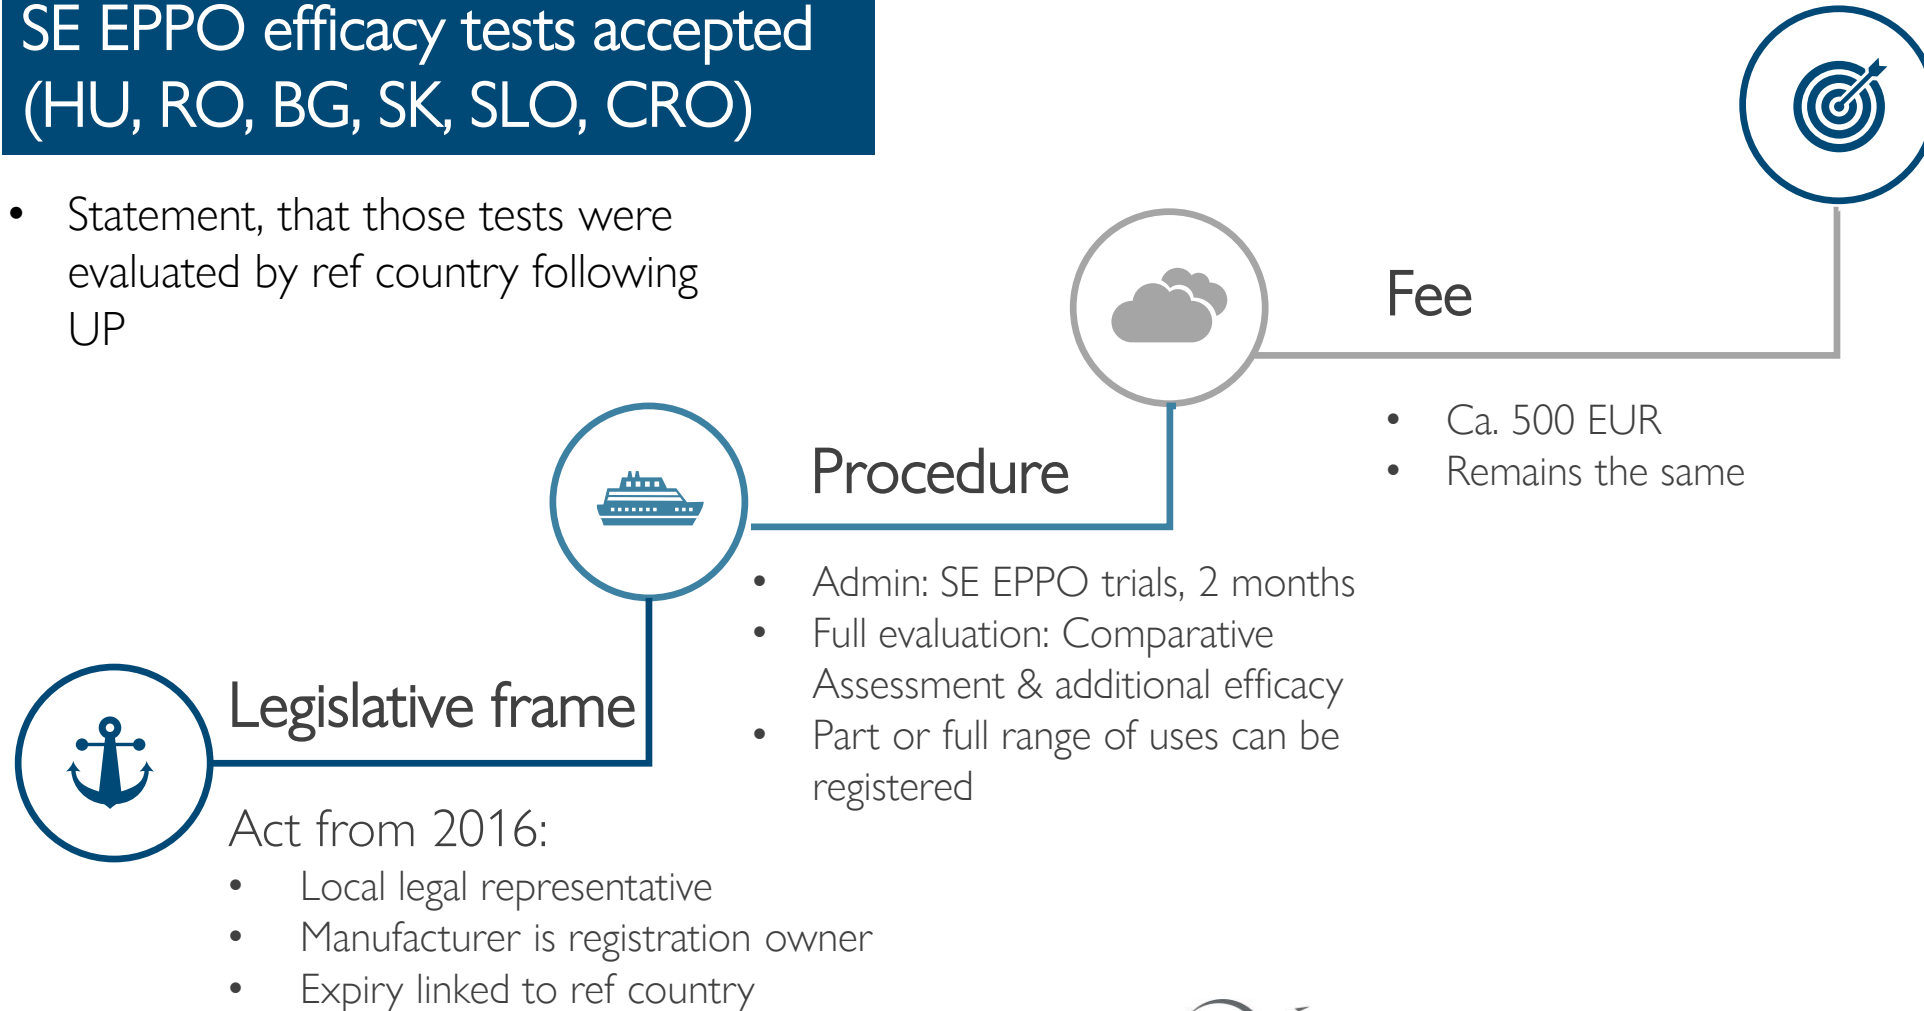 SE EPPO efficacy tests accepted
(HU, RO, BG, SK, SLO, CRO)
• Statement, that those tests were
evaluated by ref country following
UP
Fee
• Ca. 500 EUR
• Remains the same
Procedure
• Admin: SE EPPO trials, 2 months
• Full evaluation: Comparative
Assessment & additional efficacy
• Part or full range of uses can be
registered
Legislative frame
Act from 2016:
• Local legal representative
• Manufacturer is registration owner
• Expiry linked to ref country